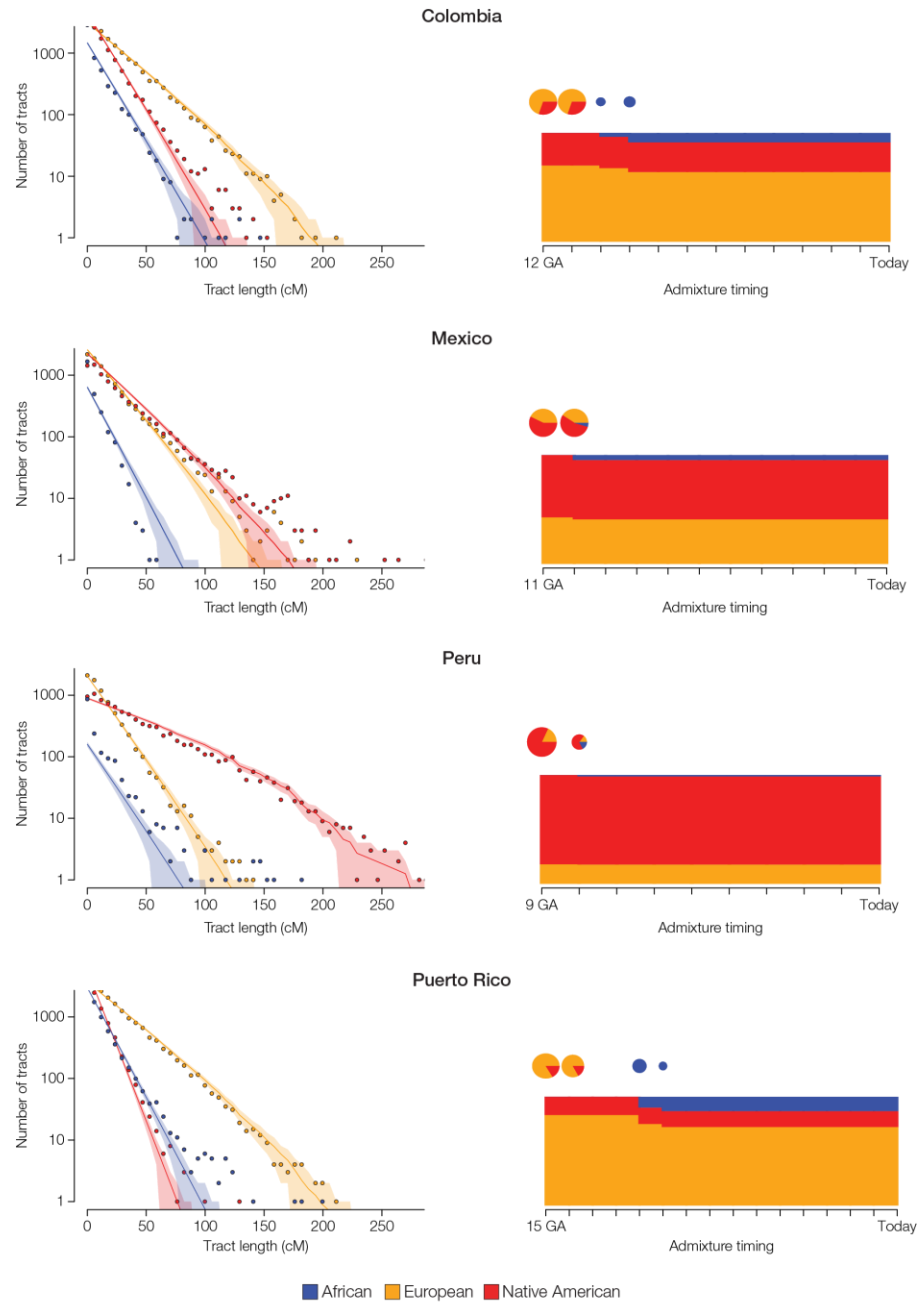 Colombia
Number of tracts
1000
100
10
1
0 50 100 150 200 250
Tract length (cM)
12 GA Today
Admixture timing
Mexico
Number of tracts
1000
100
10
1
0 50 100 150 200 250
Tract length (cM)
11 GA Today
Admixture timing
Peru
Number of tracts
1000
100
10
1
0 50 100 150 200 250
Tract length (cM)
9 GA Today
Admixture timing
Puerto Rico
Number of tracts
1000
100
10
1
0 50 100 150 200 250
Tract length (cM)
15 GA Today
Admixture timing
African European Native American